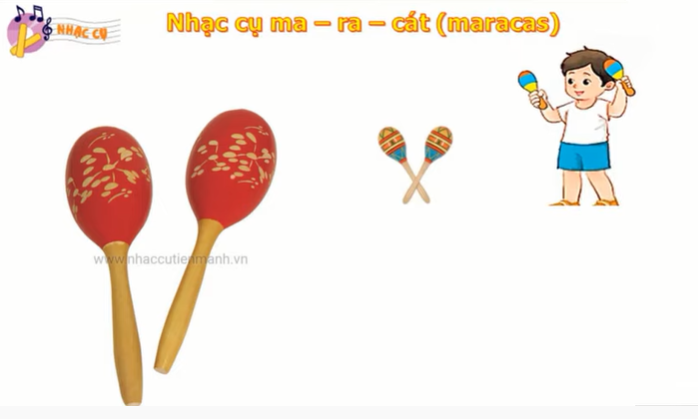 NHẠC CỤ
Nhạc cụ ma – ra – cát (maracas)
www.nhaccutienmanh.vn